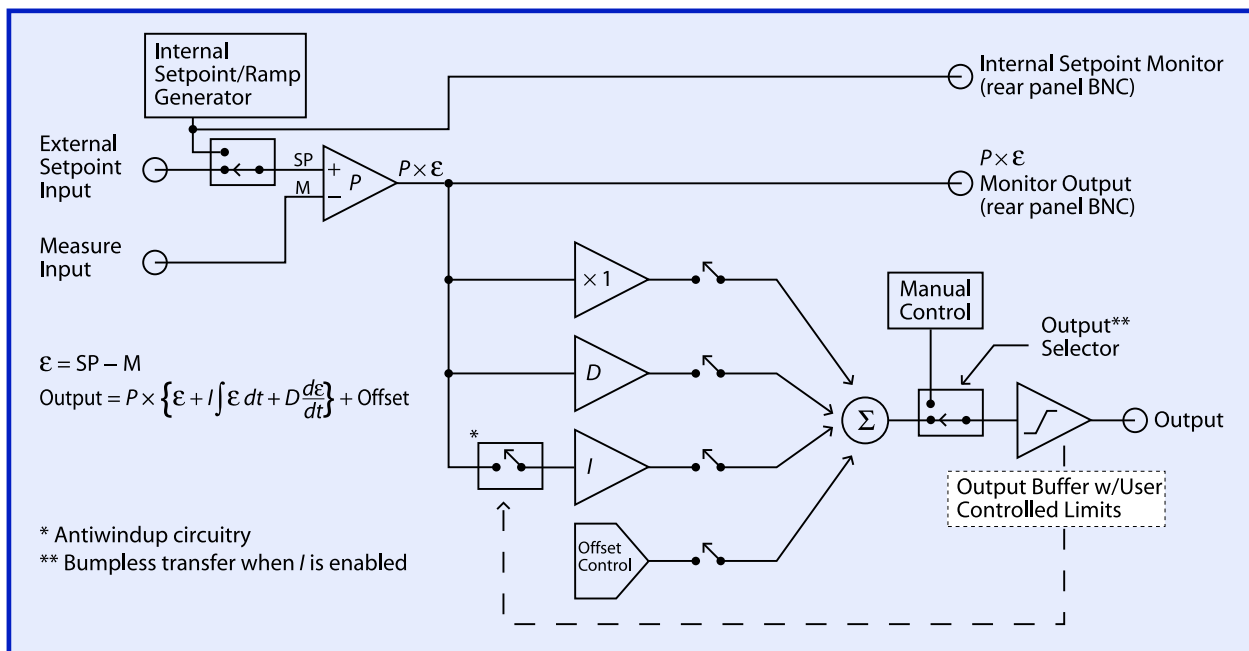 Internal
Setpoint/Ramp
Generator
Internal Setpoint Monitor
(rear panel BNC)
External
Setpoint
Input
SP
+
P
M
−
P × ε
P × ε
Monitor Output
(rear panel BNC)
Measure
Input
× 1
Manual
Control
Output**
Selector
ε = SP – M
Output = P × {ε + I ∫ ε dt + D dε/dt} + Offset
D
Σ
Output
*
I
Output Buffer w/User
Controlled Limits
Offset
Control
* Antiwindup circuitry
** Bumpless transfer when I is enabled